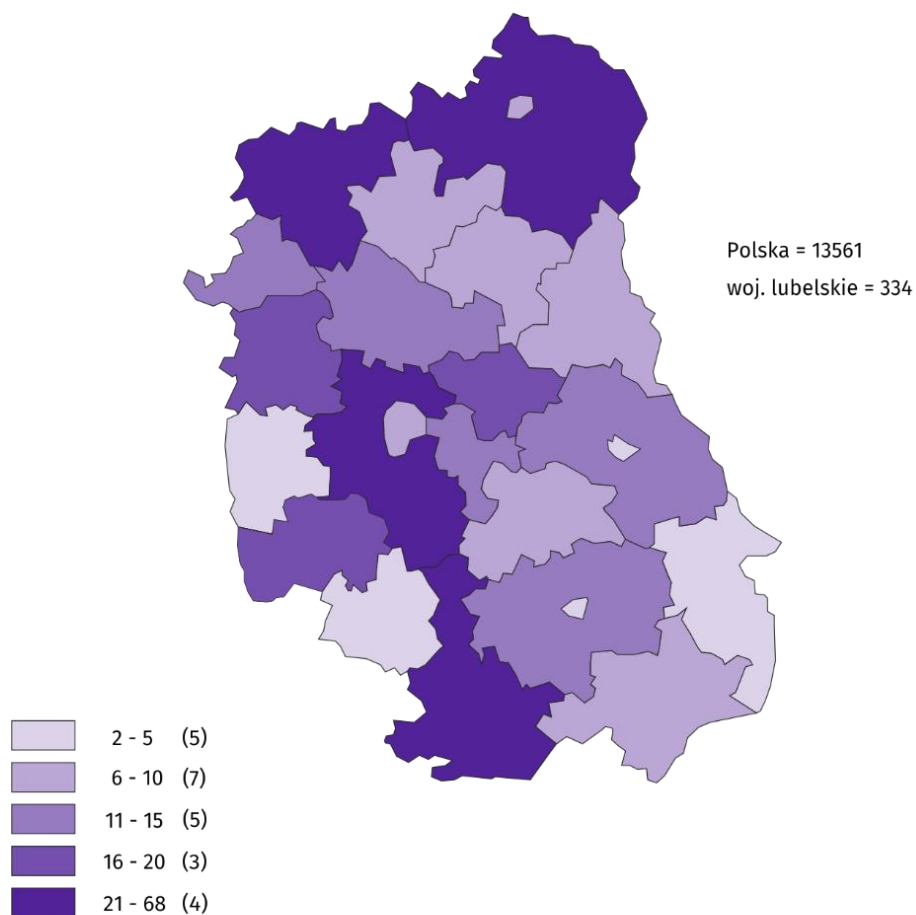 Polska = 13561
woj. lubelskie = 334
2 - 5 (5)
6 - 10 (7)
11 - 15 (5)
16 - 20 (3)
21 - 68 (4)